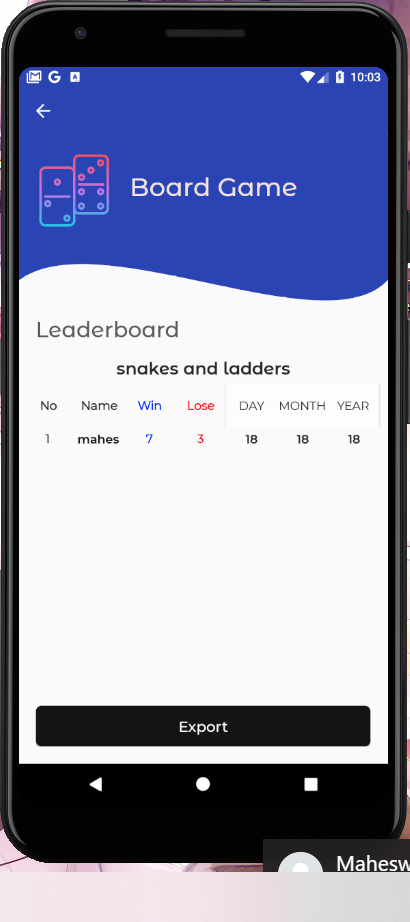 10:03
Board Game
Leaderboard
snakes and ladders
No Name Win Lose DAY MONTH YEAR
1 mahes 7 3 18 18 18
Export
Mahesw